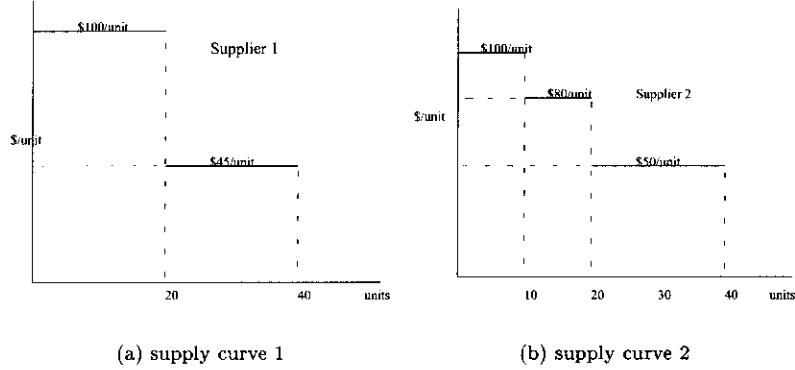 $100/unit
Supplier 1
$/unit
$45/unit
20 40 units
(a) supply curve 1
$100/unit
$80/unit Supplier 2
$/unit
$50/unit
10 20 30 40 units
(b) supply curve 2